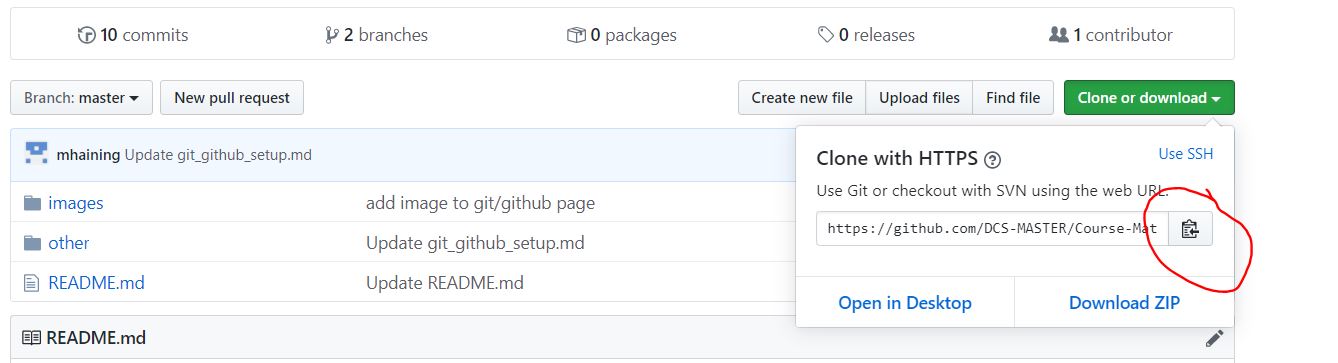 10 commits 2 branches 0 packages 0 releases 1 contributor
Branch: master New pull request Create new file Upload files Find file Clone or download
mhaining Update git_github_setup.md
images add image to git/github page
other Update git_github_setup.md
README.md Update README.md
README.md
Clone with HTTPS Use SSH
Use Git or checkout with SVN using the web URL.
https://github.com/DCS-MASTER/Course-Mat
Open in Desktop Download ZIP